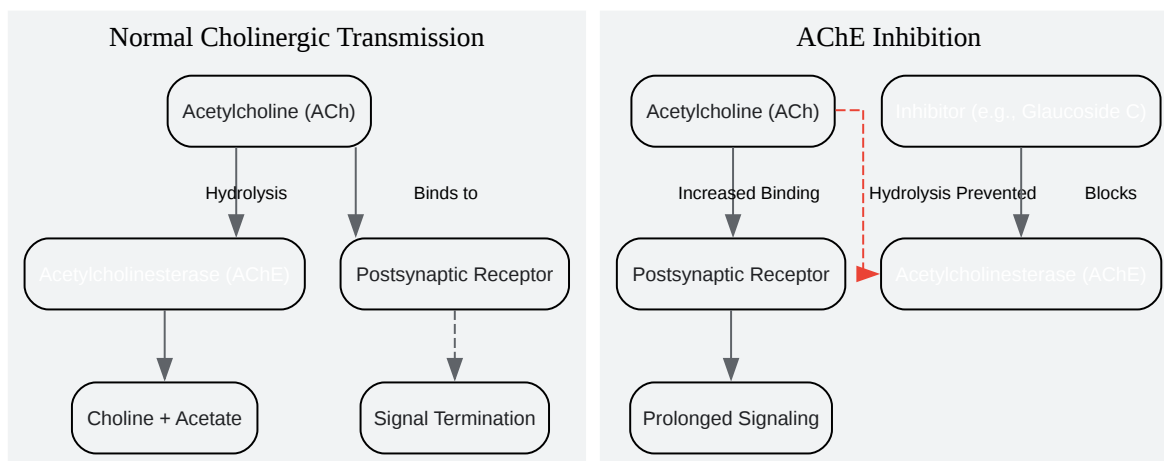 Normal Cholinergic Transmission
Acetylcholine (ACh)
Hydrolysis
Binds to
Acetylcholinesterase (AChE)
Postsynaptic Receptor
Choline + Acetate
Signal Termination
AChE Inhibition
Acetylcholine (ACh)
Inhibitor (e.g., Glaucoside C)
Increased Binding
Hydrolysis Prevented
Blocks
Postsynaptic Receptor
Acetylcholinesterase (AChE)
Prolonged Signaling